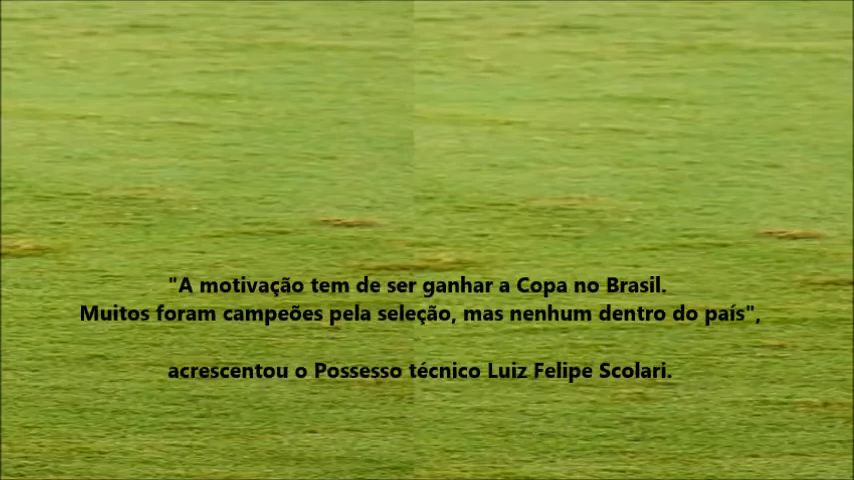 "A motivação tem de ser ganhar a Copa no Brasil.
Muitos foram campeões pela seleção, mas nenhum dentro do país",
acrescentou o Possesso técnico Luiz Felipe Scolari.